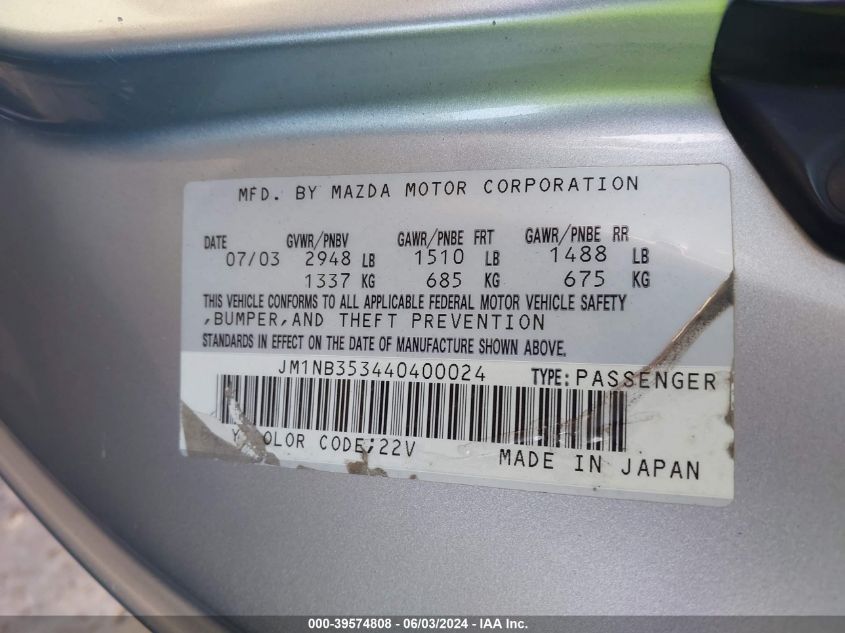 MFD. BY MAZDA MOTOR CORPORATION
DATE GVWR/PNBV GAWR/PNBE FRT GAWR/PNBE RR
07/03 2948 LB 1510 LB 1488 LB
1337 KG 685 KG 675 KG
THIS VEHICLE CONFORMS TO ALL APPLICABLE FEDERAL MOTOR VEHICLE SAFETY
,BUMPER,AND THEFT PREVENTION
STANDARDS IN EFFECT ON THE DATE OF MANUFACTURE SHOWN ABOVE.
JM1NB353440400024 TYPE:PASSENGER
OLOR CODE;22V
MADE IN JAPAN
000-39574808 - 06/03/2024 - IAA Inc.